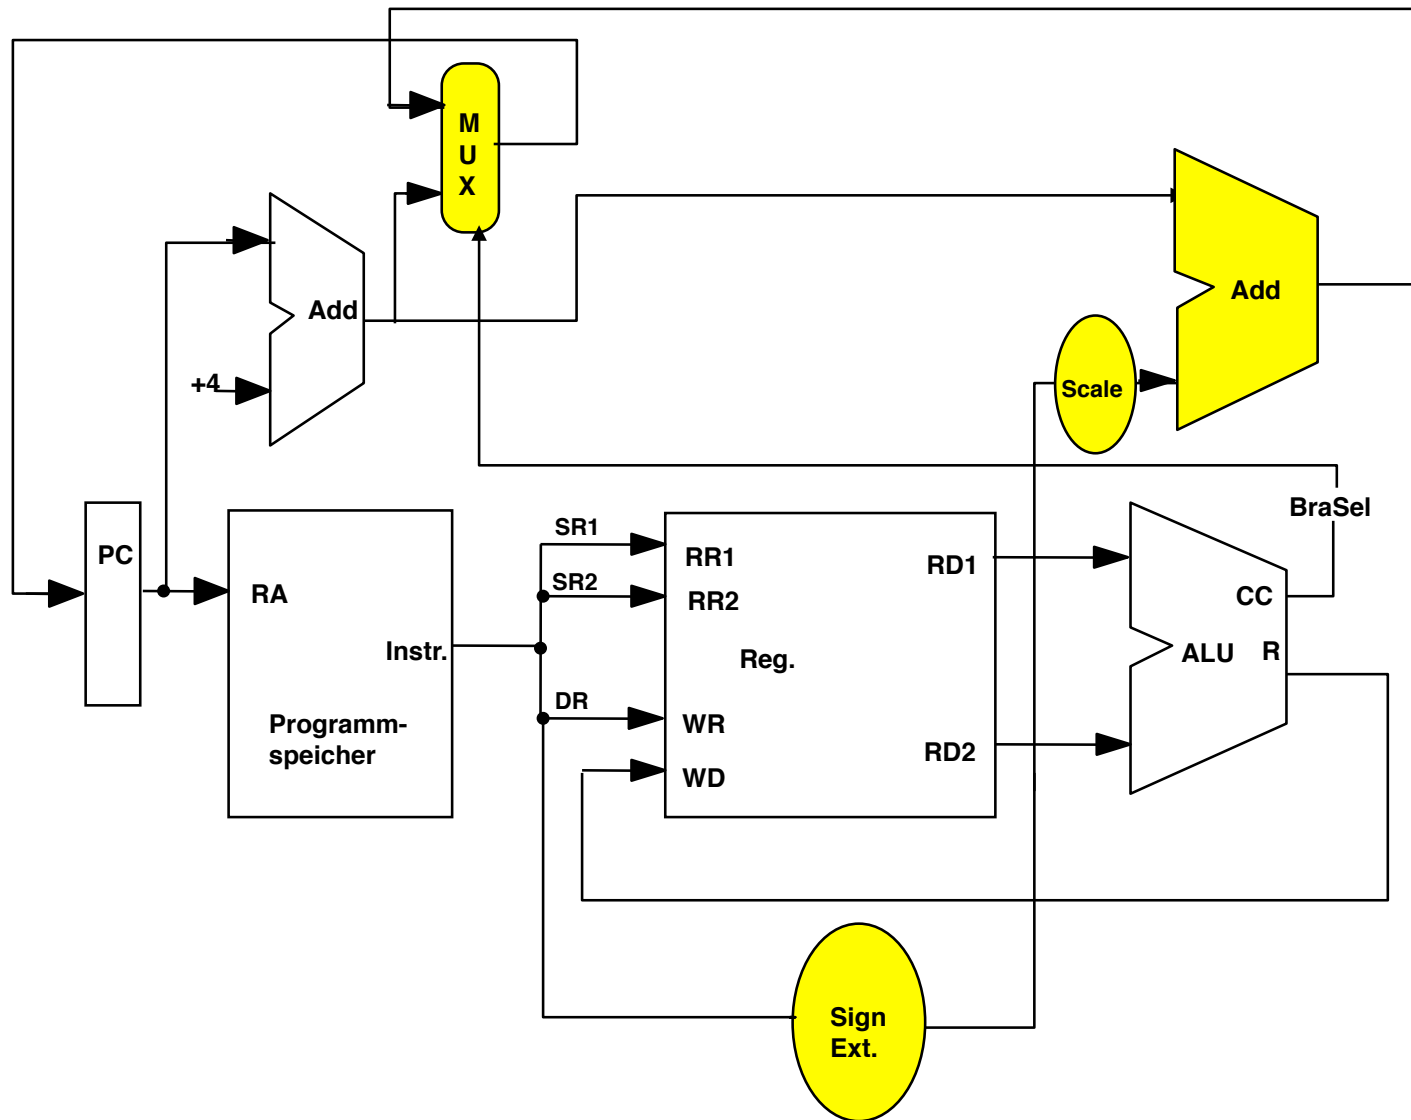 M
U
X
Add
+4
Add
Scale
BraSel
PC
RA
Instr.
Programm-
speicher
SR1
SR2
DR
RR1
RR2
Reg.
WR
WD
RD1
RD2
CC
ALU
R
Sign
Ext.